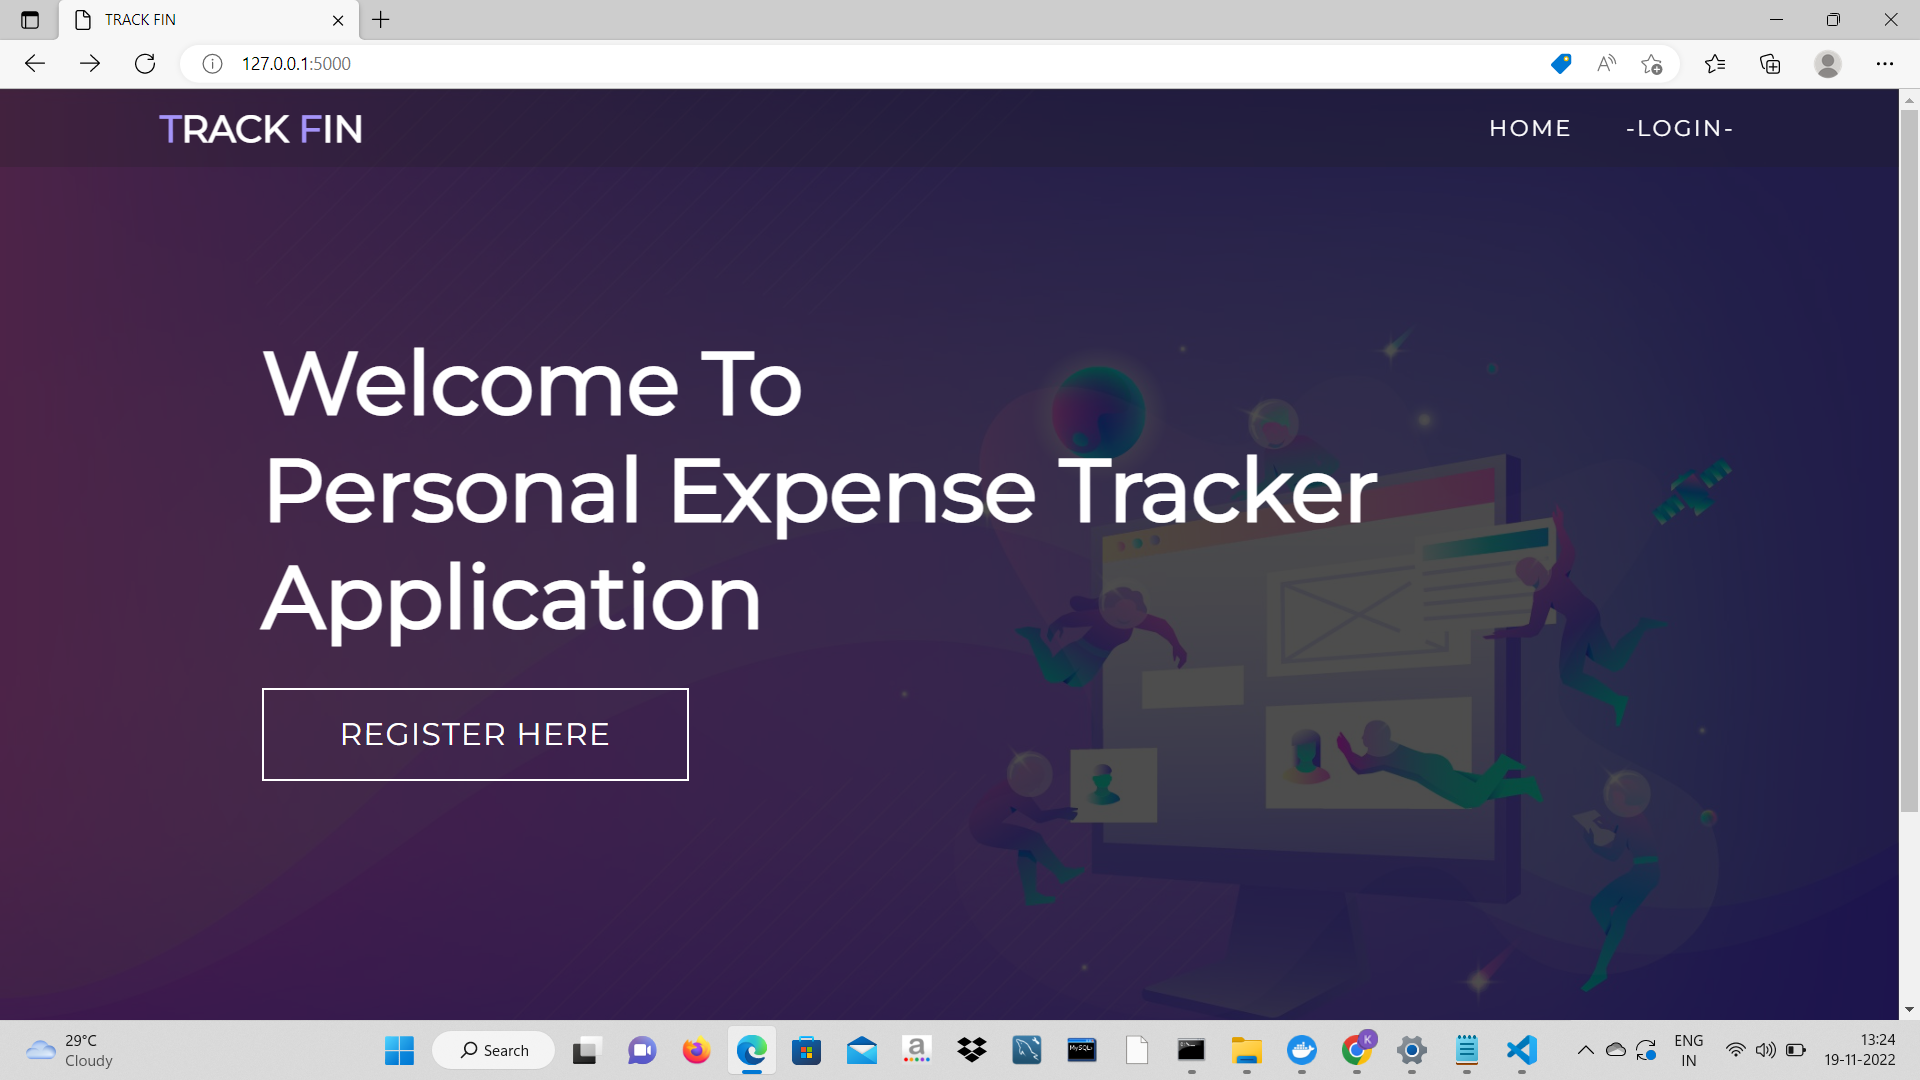 TRACK FIN
127.0.0.1:5000
TRACK FIN
HOME
-LOGIN-
Welcome To
Personal Expense Tracker
Application
REGISTER HERE
29°C
Cloudy
Search
a
MySQL
K
ENG
IN
13:24
19-11-2022